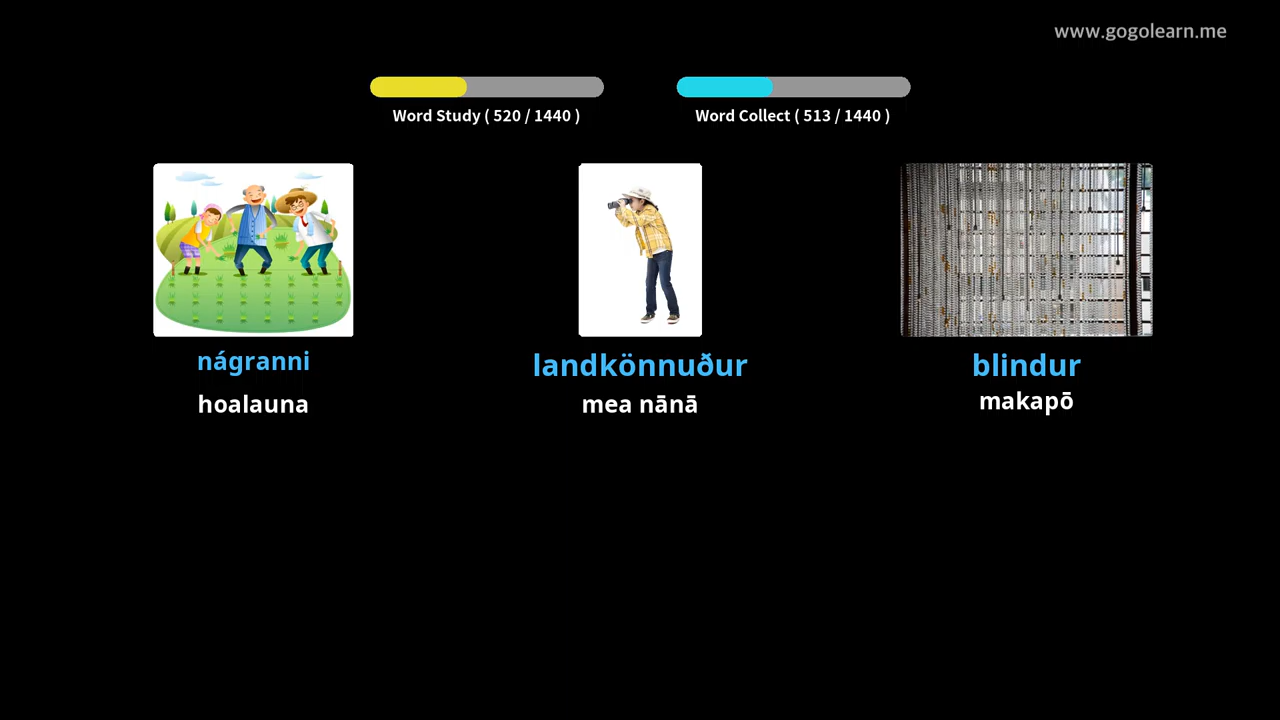 www.gogolearn.me
Word Study ( 520 / 1440 )
Word Collect ( 513 / 1440 )
nágranni
hoalauna
landkönnuður
mea nānā
blindur
makapō